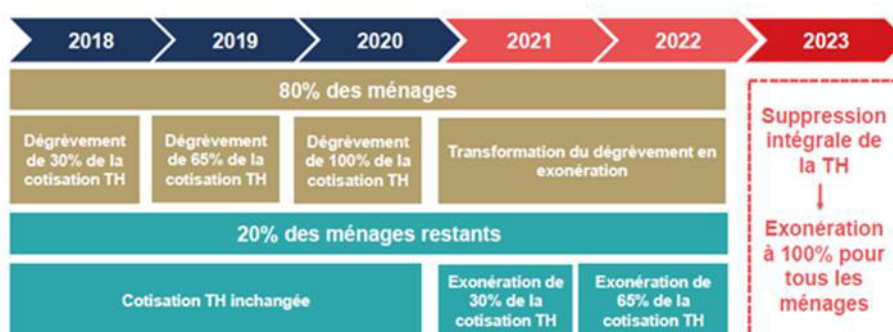 2018
2019
2020
2021
2022
2023
80% des ménages
Dégrèvement
de 30% de la
cotisation TH
Dégrèvement
de 65% de la
cotisation TH
Dégrèvement
de 100% de la
cotisation TH
Transformation du dégrèvement en
exonération
20% des ménages restants
Cotisation TH inchangée
Exonération de
30% de la
cotisation TH
Exonération de
65% de la
cotisation TH
Suppression
intégrale de
la TH
Exonération
à 100% pour
tous les
ménages